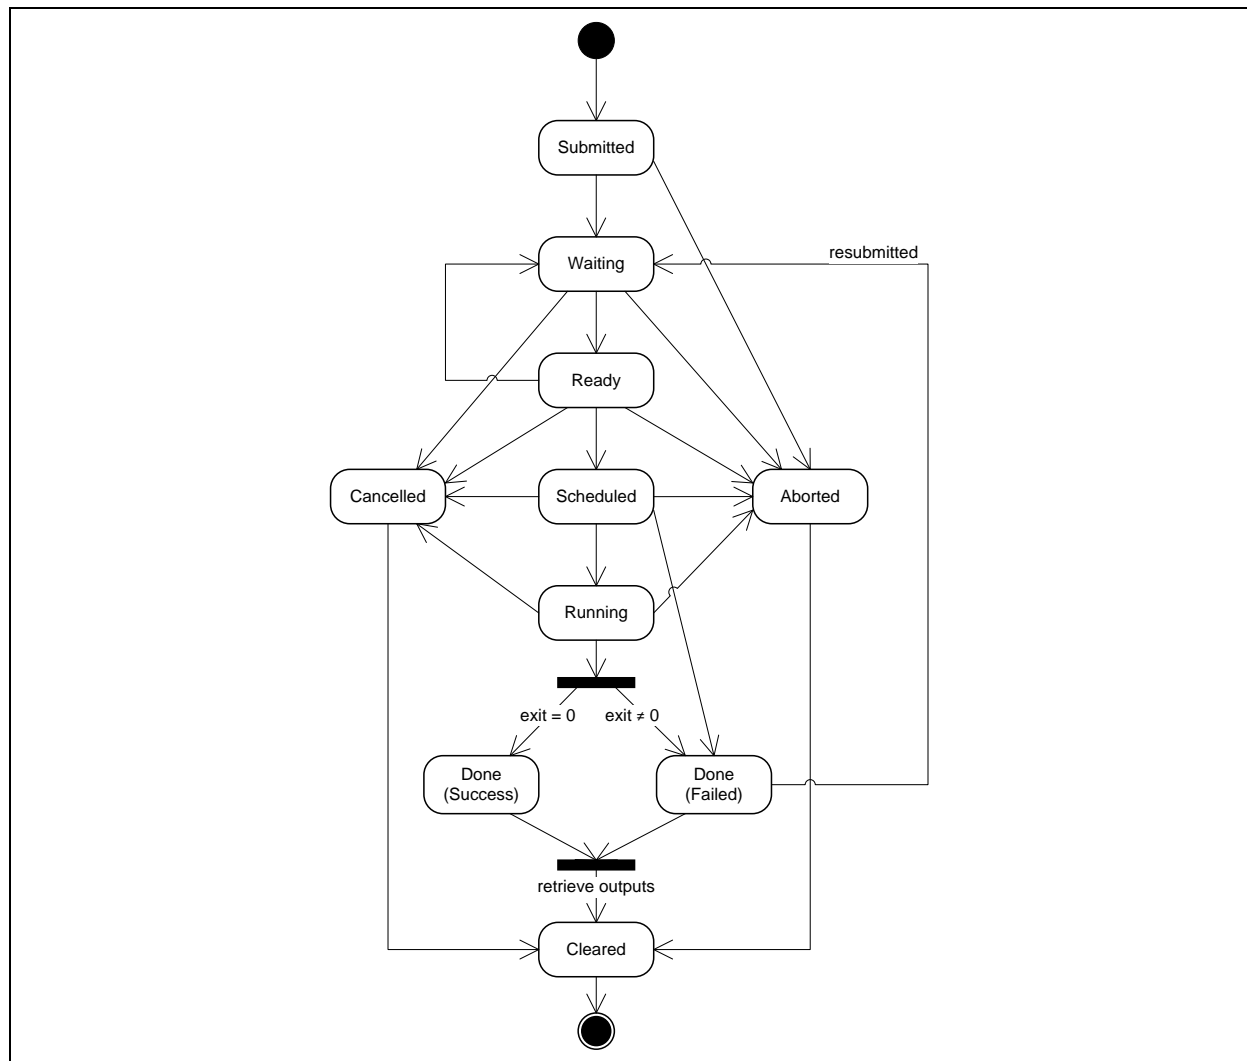 Submitted
resubmitted
Waiting
Ready
Cancelled
Scheduled
Aborted
Running
exit = 0
exit ≠ 0
Done
(Success)
Done
(Failed)
retrieve outputs
Cleared